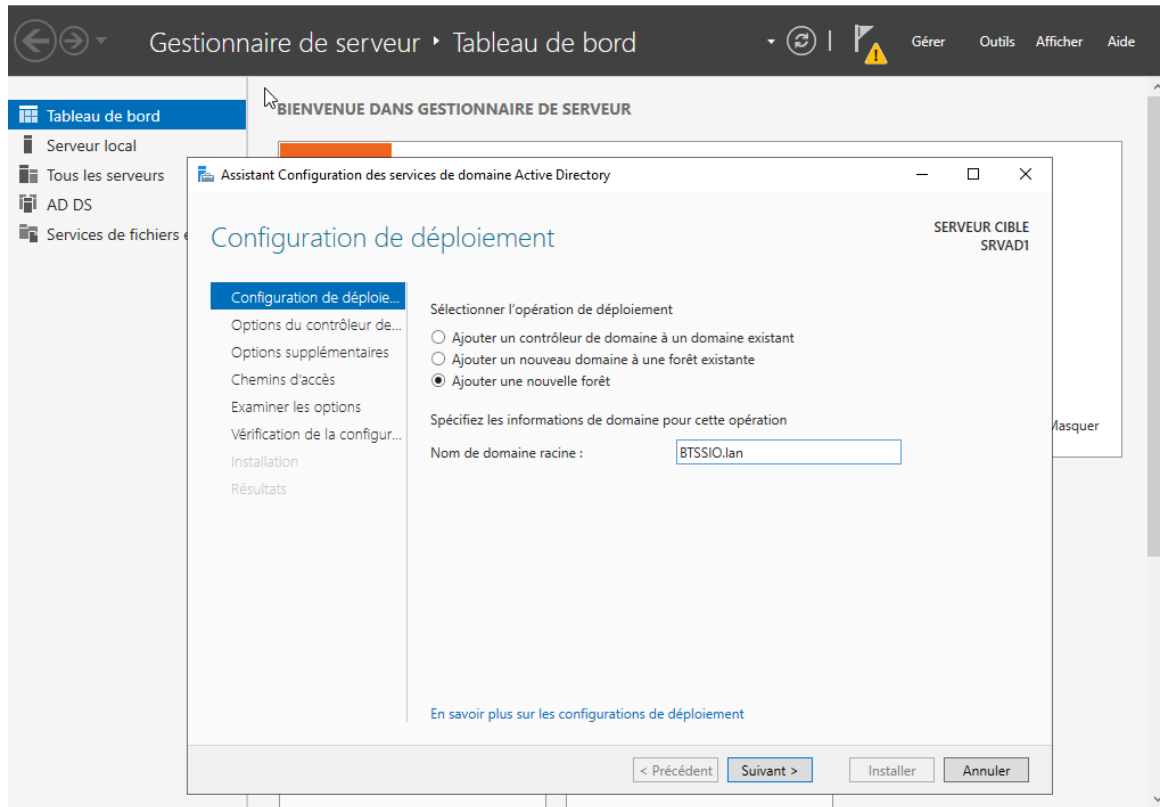 Gestionnaire de serveur ‣ Tableau de bord
Gérer Outils Afficher Aide
Tableau de bord
Serveur local
Tous les serveurs
AD DS
Services de fichiers e
BIENVENUE DANS GESTIONNAIRE DE SERVEUR
Masquer
Assistant Configuration des services de domaine Active Directory
Configuration de déploiement
SERVEUR CIBLE
SRVAD1
Configuration de déploie...
Options du contrôleur de...
Options supplémentaires
Chemins d'accès
Examiner les options
Vérification de la configur...
Installation
Résultats
Sélectionner l'opération de déploiement
Ajouter un contrôleur de domaine à un domaine existant
Ajouter un nouveau domaine à une forêt existante
Ajouter une nouvelle forêt
Spécifiez les informations de domaine pour cette opération
Nom de domaine racine : BTSSIO.lan
En savoir plus sur les configurations de déploiement
< Précédent Suivant > Installer Annuler